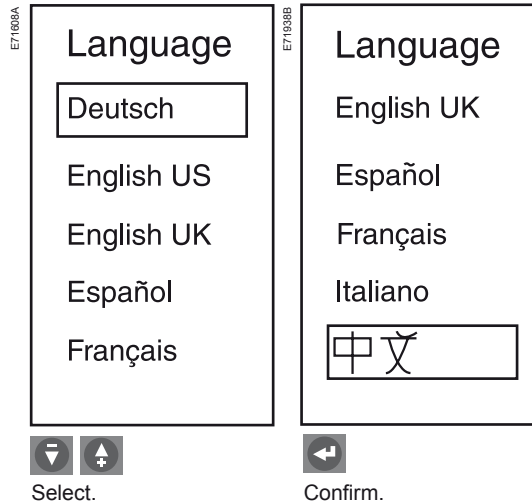 E71608A
Language
Deutsch
English US
English UK
Español
Français
Select.
E71938B
Language
English UK
Español
Français
Italiano
中文
Confirm.